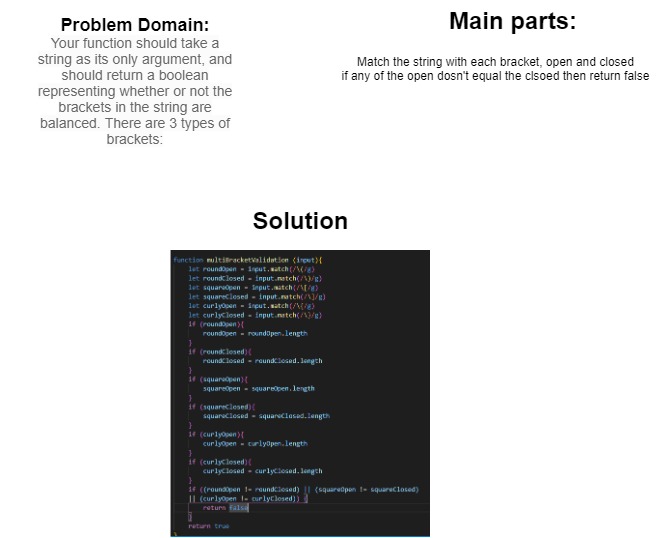 Problem Domain:
Your function should take a
string as its only argument, and
should return a boolean
representing whether or not the
brackets in the string are
balanced. There are 3 types of
brackets:
Main parts:
Match the string with each bracket, open and closed
if any of the open dosn't equal the clsoed then return false
Solution
function multiBracketValidation (input){
let roundOpen = input.match(/\(/g)
let roundClosed = input.match(/\)/g)
let squareOpen = input.match(/\[/g)
let squareClosed = input.match(/\]/g)
let curlyOpen = input.match(/\{/g)
let curlyClosed = input.match(/\}/g)
if (roundOpen){
roundOpen = roundOpen.length
}
if (roundClosed){
roundClosed = roundClosed.length
}
if (squareOpen){
squareOpen = squareOpen.length
}
if (squareClosed){
squareClosed = squareClosed.length
}
if (curlyOpen){
curlyOpen = curlyOpen.length
}
if (curlyClosed){
curlyClosed = curlyClosed.length
}
if ((roundOpen != roundClosed) || (squareOpen != squareClosed)
|| (curlyOpen != curlyClosed)) {
return false
}
return true
}